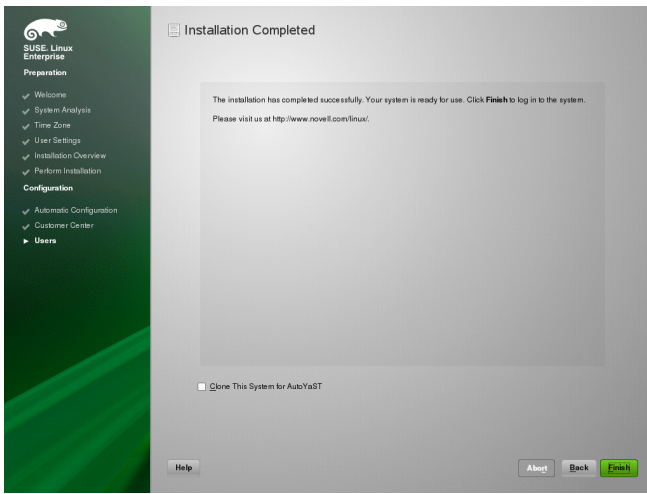 SUSE. Linux
Enterprise
Preparation
Welcome
System Analysis
Time Zone
User Settings
Installation Overview
Perform Installation
Configuration
Automatic Configuration
Customer Center
Users
Installation Completed
The installation has completed successfully. Your system is ready for use. Click Finish to log in to the system.
Please visit us at http://www.novell.com/linux/.
Clone This System for AutoYaST
Help
Abort
Back
Finish